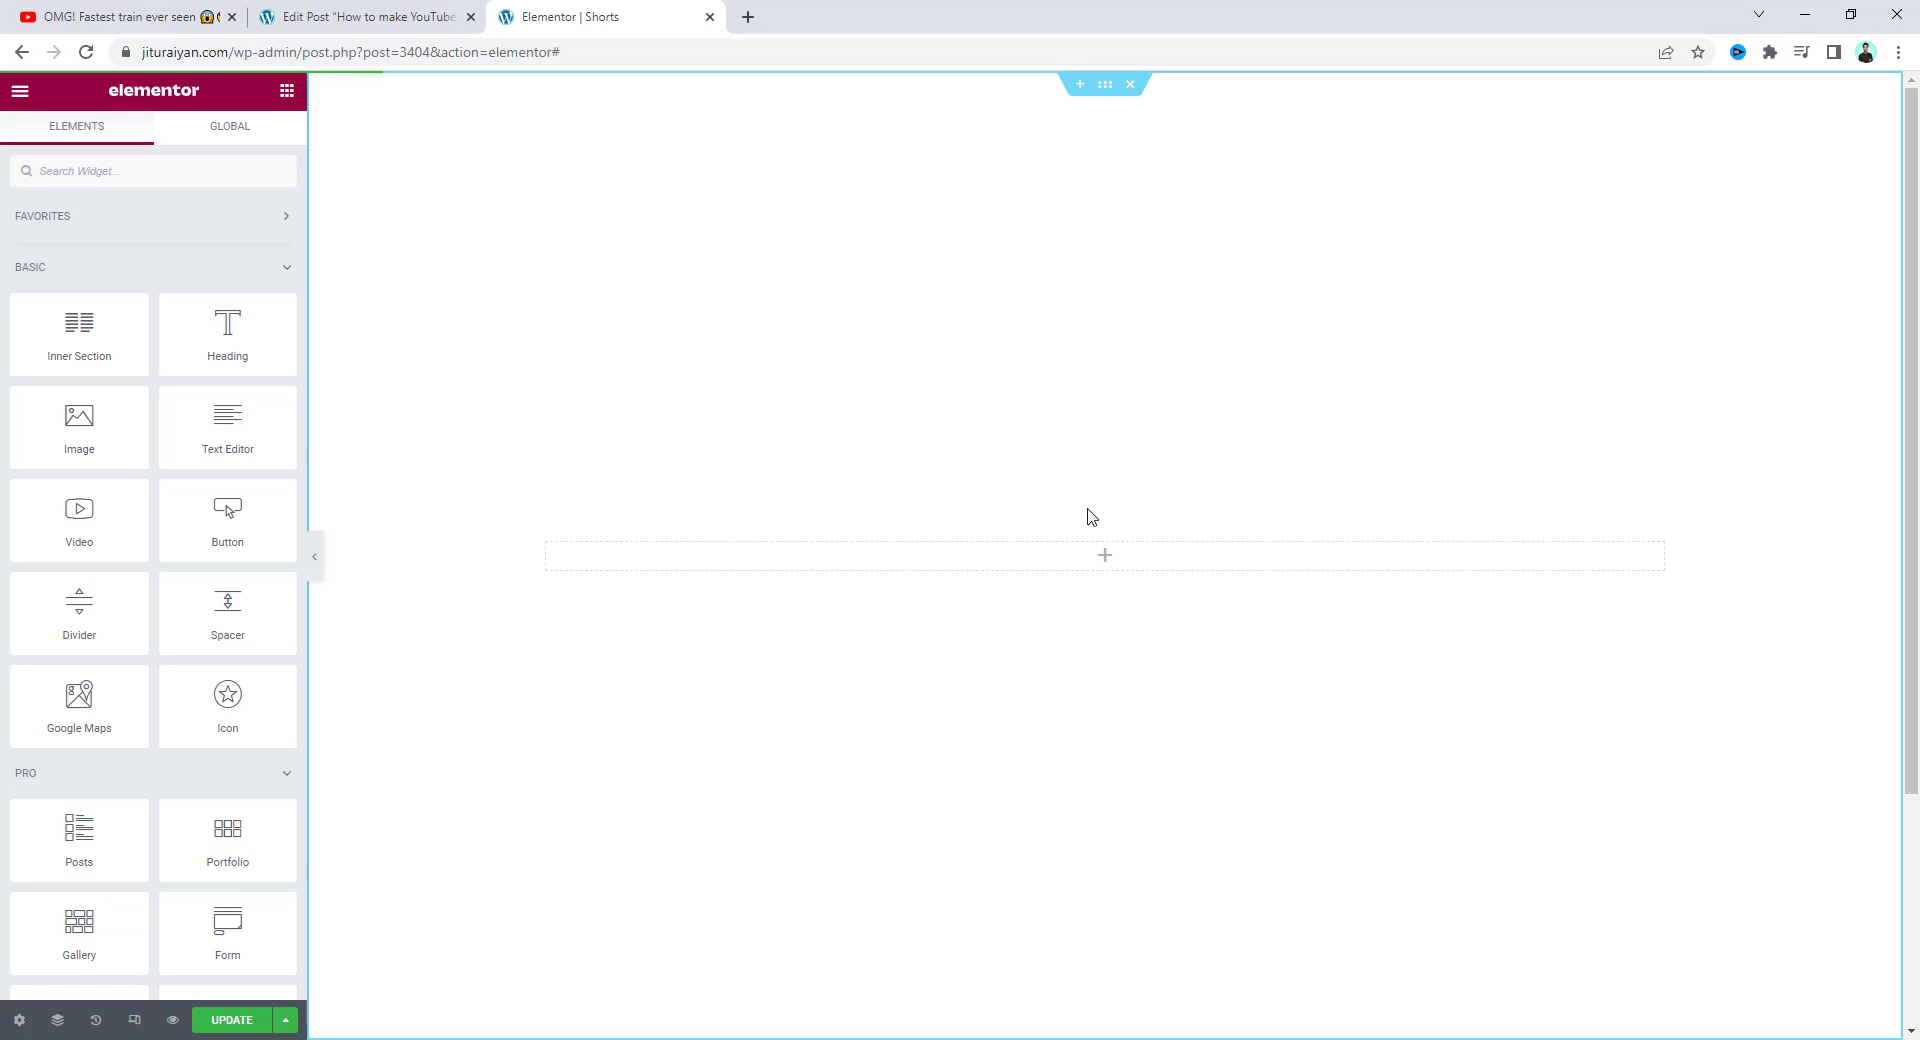 OMG! Fastest train ever seen 😱
Edit Post “How to make YouTube
Elementor | Shorts
jituraiyan.com/wp-admin/post.php?post=3404&action=elementor#
elementor
ELEMENTS
GLOBAL
Search Widget...
FAVORITES
BASIC
Inner Section
Heading
Image
Text Editor
Video
Button
Divider
Spacer
Google Maps
Icon
PRO
Posts
Portfolio
Gallery
Form
UPDATE